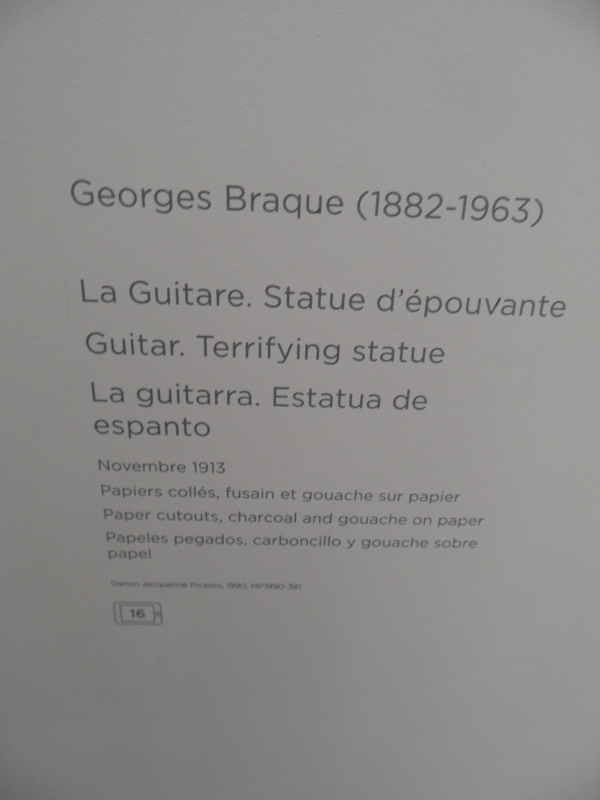 Georges Braque (1882-1963)
La Guitare. Statue d'épouvante
Guitar. Terrifying statue
La guitarra. Estatua de
espanto
Novembre 1913
Papiers collés, fusain et gouache sur papier
Paper cutouts, charcoal and gouache on paper
Papeles pegados, carboncillo y gouache sobre
papel
Dation Jacqueline Picasso, 1990, MP1990-381
16